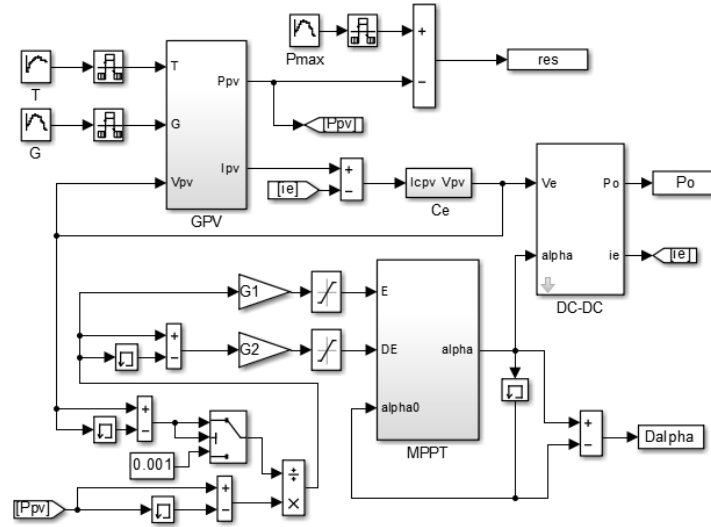 Pmax
+
−
res
T
T
Ppv
[Ppv]
G
G
Ipv
Vpv
GPV
[ie]
+
−
Icpv Vpv
Ce
Ve
Po
Po
alpha
ie
[ie]
DC-DC
G1
E
+
−
G2
DE
alpha
alpha0
MPPT
+
−
Dalpha
+
−
0.001
÷
×
[Ppv]
+
−